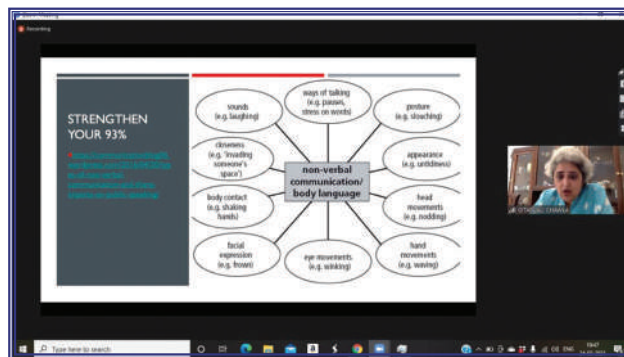 Recording
STRENGTHEN
YOUR 93%
ways of talking
(e.g. pauses,
stress on words)
sounds
(e.g. laughing)
posture
(e.g. slouching)
closeness
(e.g. 'invading
someone's
space')
appearance
(e.g. untidiness)
non-verbal
communication/
body language
body contact
(e.g. shaking
hands)
head
movements
(e.g. nodding)
facial
expression
(e.g. frown)
eye movements
(e.g. winking)
hand
movements
(e.g. waving)
CHAWLA
Type here to search
ENG